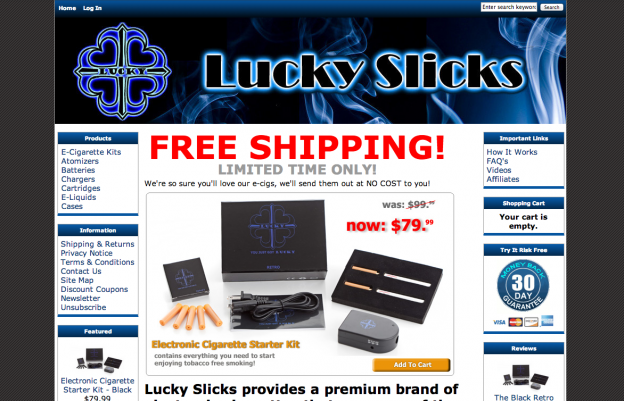 Home Log In
Enter search keywor Search
LUCKY
Lucky Slicks
Products
E-Cigarette Kits
Atomizers
Batteries
Chargers
Cartridges
E-Liquids
Cases
Information
Shipping & Returns
Privacy Notice
Terms & Conditions
Contact Us
Site Map
Discount Coupons
Newsletter
Unsubscribe
Featured
Electronic Cigarette
Starter Kit - Black
$79.99
FREE SHIPPING!
LIMITED TIME ONLY!
We're so sure you'll love our e-cigs, we'll send them out at NO COST to you!
was: $99.99
now: $79.99
LUCKY
Electronic Cigarette Starter Kit
contains everything you need to start
enjoying tobacco free smoking!
Add To Cart
Lucky Slicks provides a premium brand of
Important Links
How It Works
FAQ's
Videos
Affiliates
Shopping Cart
Your cart is
empty.
Try It Risk Free
MONEY BACK
30
DAY
GUARANTEE
VISA
Reviews
The Black Retro